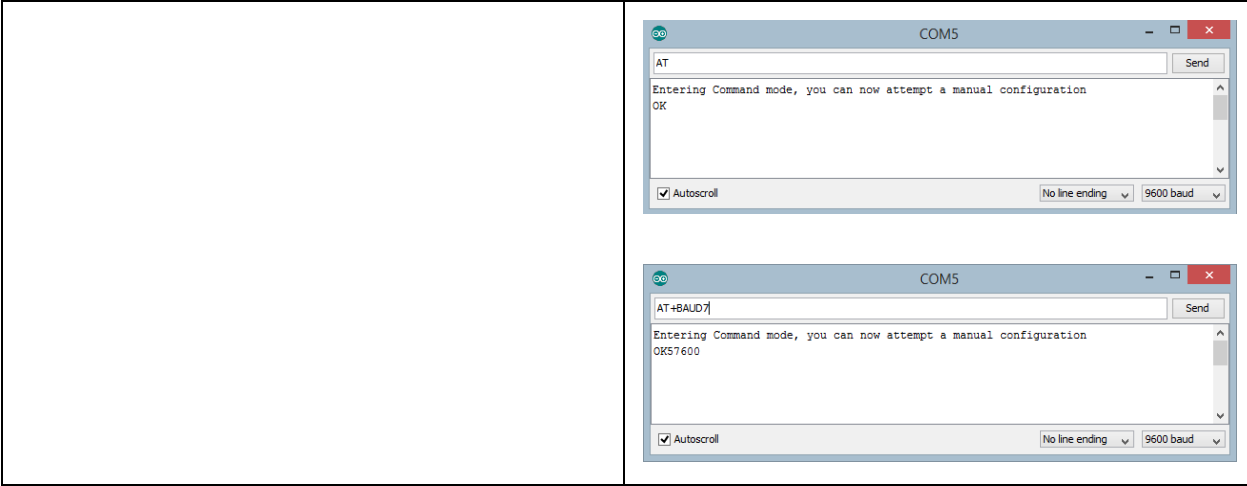 COM5
AT
Send
Entering Command mode, you can now attempt a manual configuration
OK
Autoscroll
No line ending
9600 baud
COM5
AT+BAUD7
Send
Entering Command mode, you can now attempt a manual configuration
OK57600
Autoscroll
No line ending
9600 baud